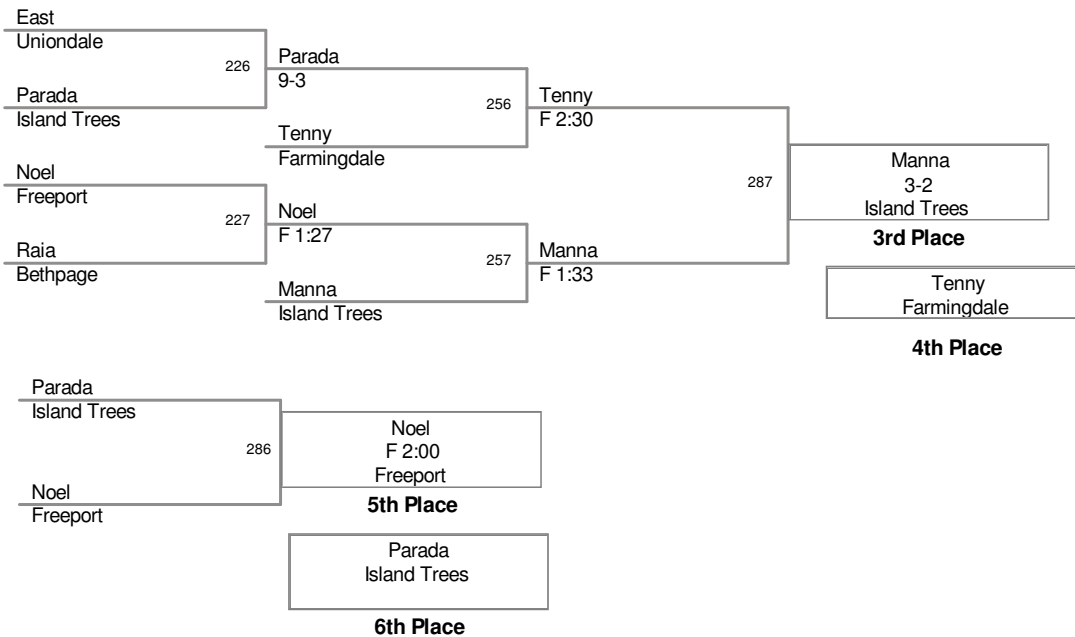 East
Uniondale
226
Parada
9-3
Parada
Island Trees
256
Tenny
F 2:30
Tenny
Farmingdale
Noel
Freeport
227
Noel
F 1:27
Raia
Bethpage
257
Manna
F 1:33
Manna
Island Trees
287
Manna
3-2
Island Trees
3rd Place
Tenny
Farmingdale
4th Place
Parada
Island Trees
286
Noel
F 2:00
Freeport
5th Place
Noel
Freeport
Parada
Island Trees
6th Place